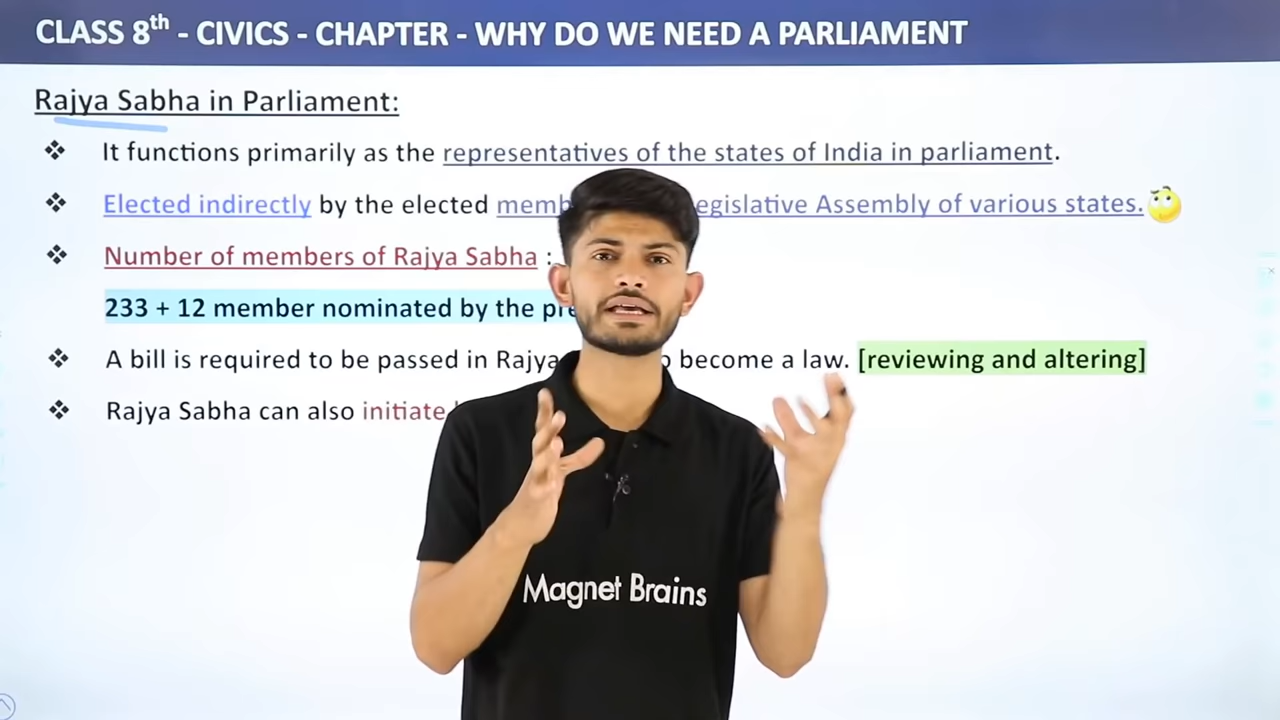 CLASS 8th - CIVICS - CHAPTER - WHY DO WE NEED A PARLIAMENT
Rajya Sabha in Parliament:
❖ It functions primarily as the representatives of the states of India in parliament.
❖ Elected indirectly by the elected Legislative Assembly of various states.
❖ Number of members of Rajya Sabha :
233 + 12 member nominated by the
❖ A bill is required to be passed in Rajya become a law. [reviewing and altering]
❖ Rajya Sabha can also initiate
Magnet Brains